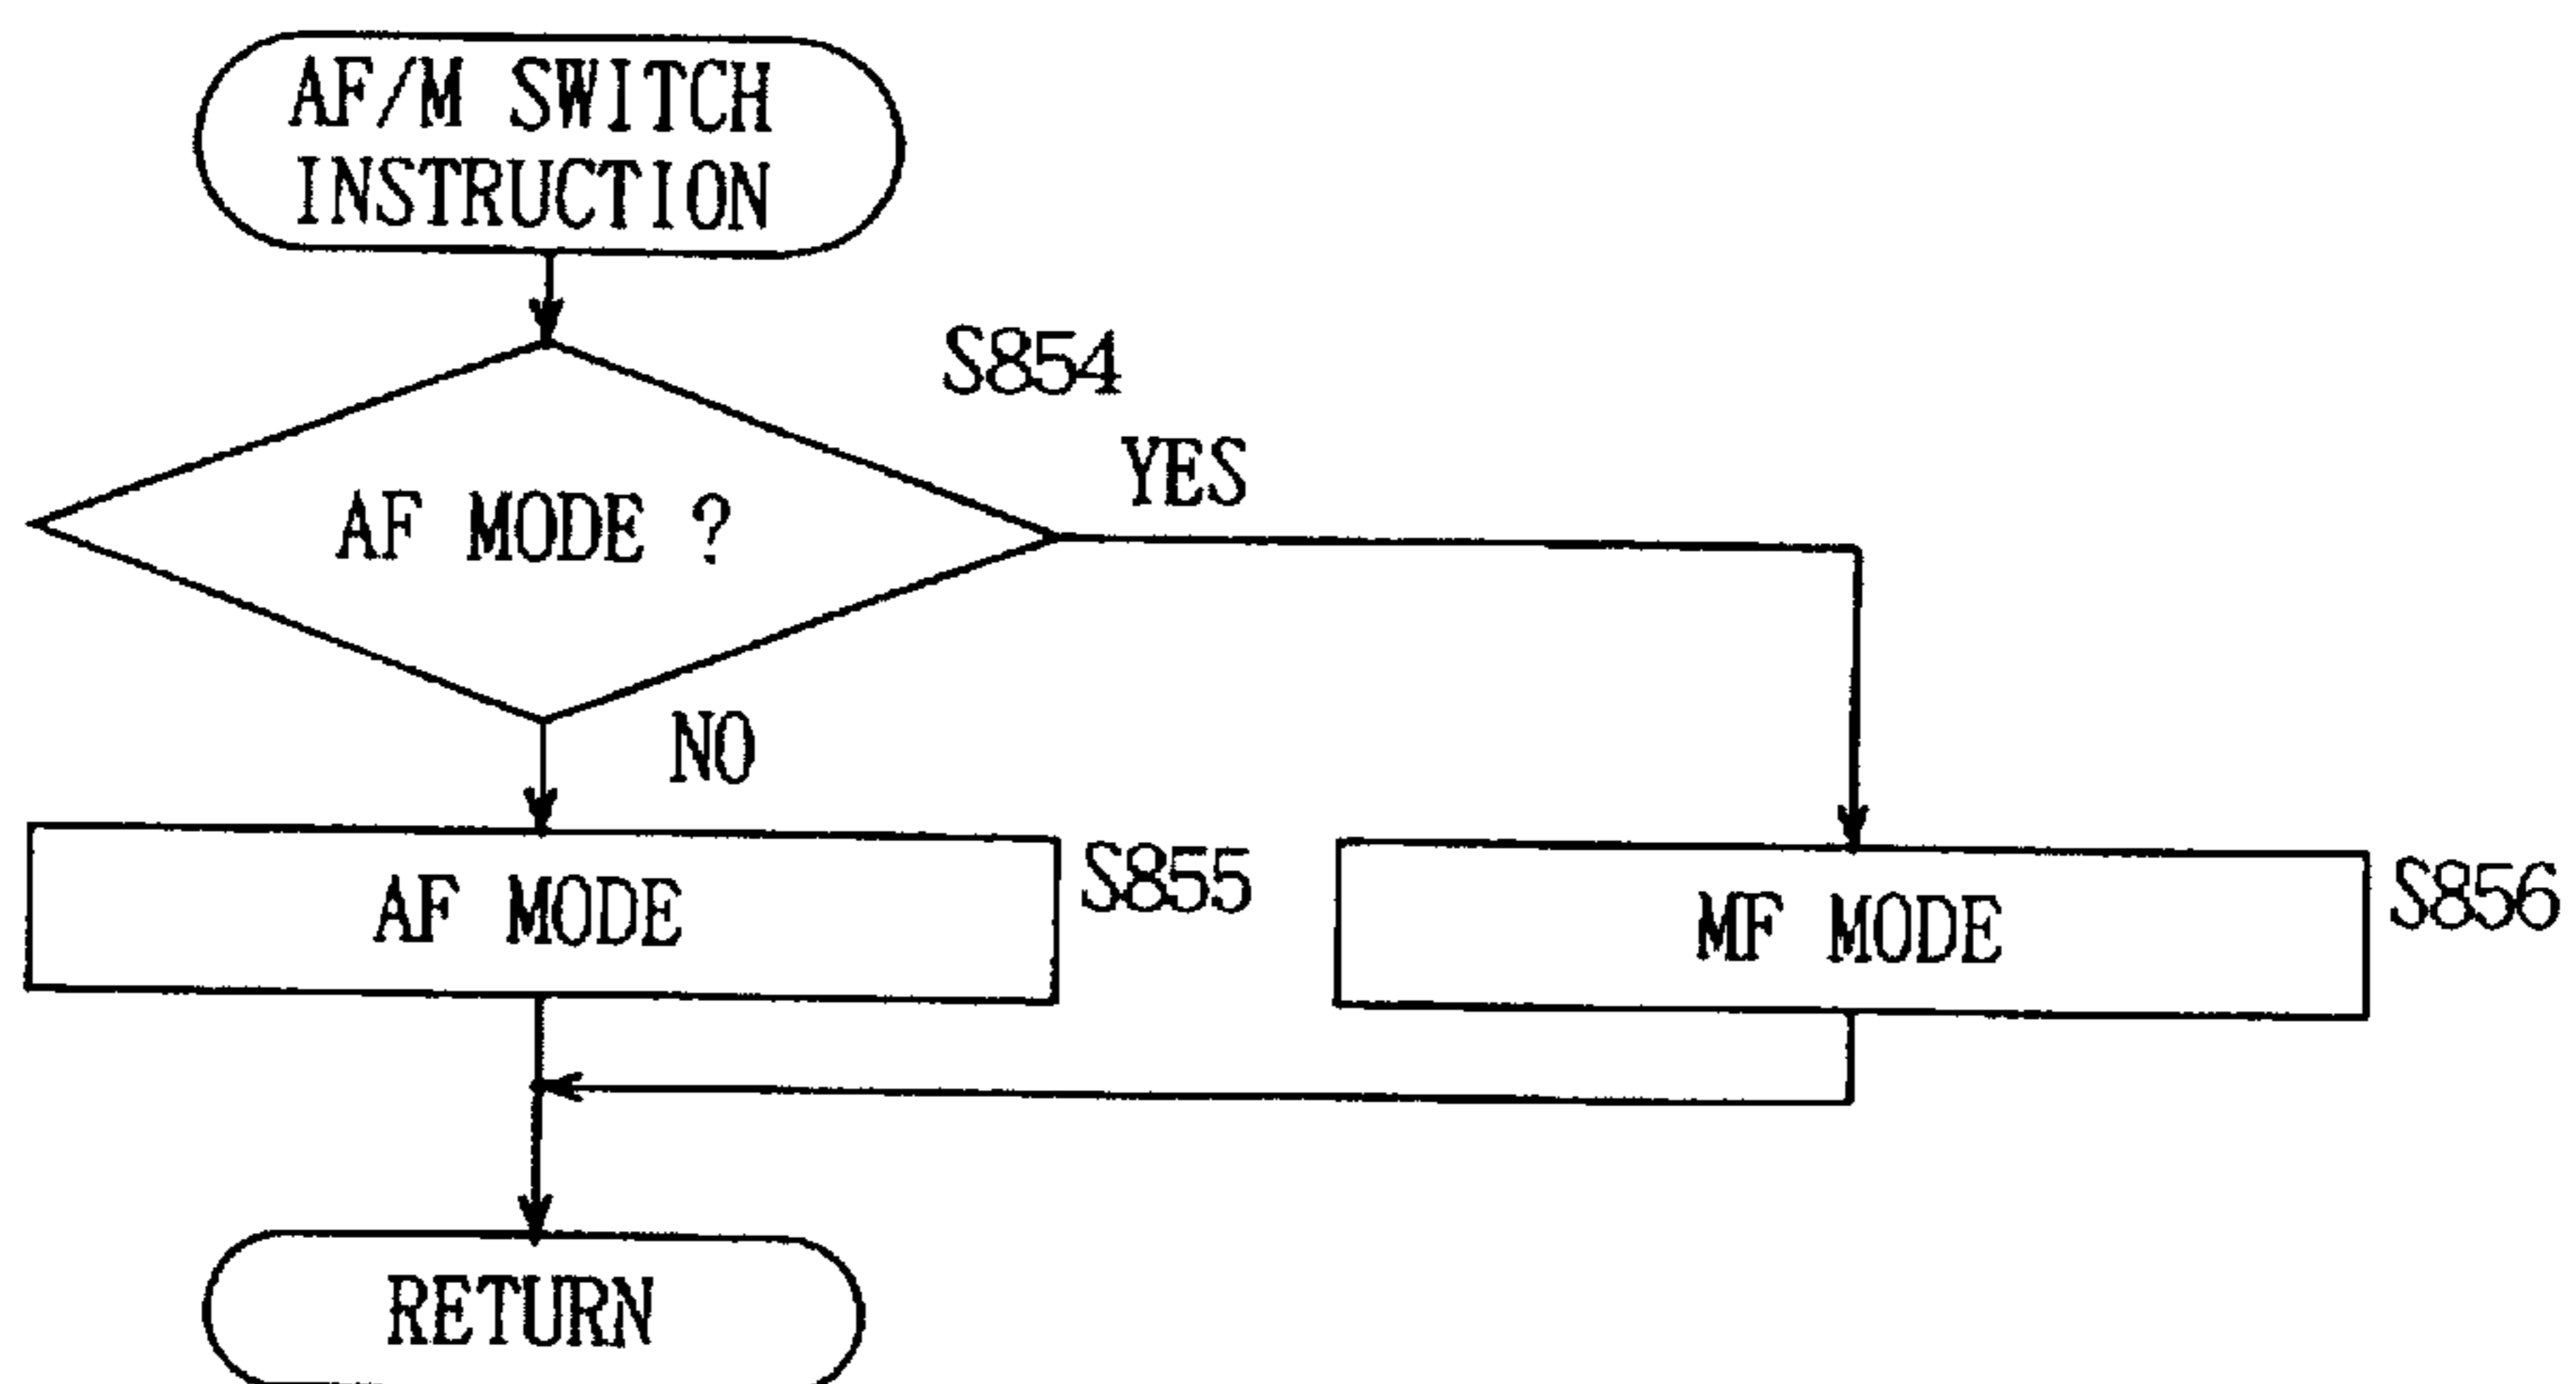 AF/M SWITCH
INSTRUCTION
S854
AF MODE ?
YES
NO
AF MODE
S855
MF MODE
S856
RETURN